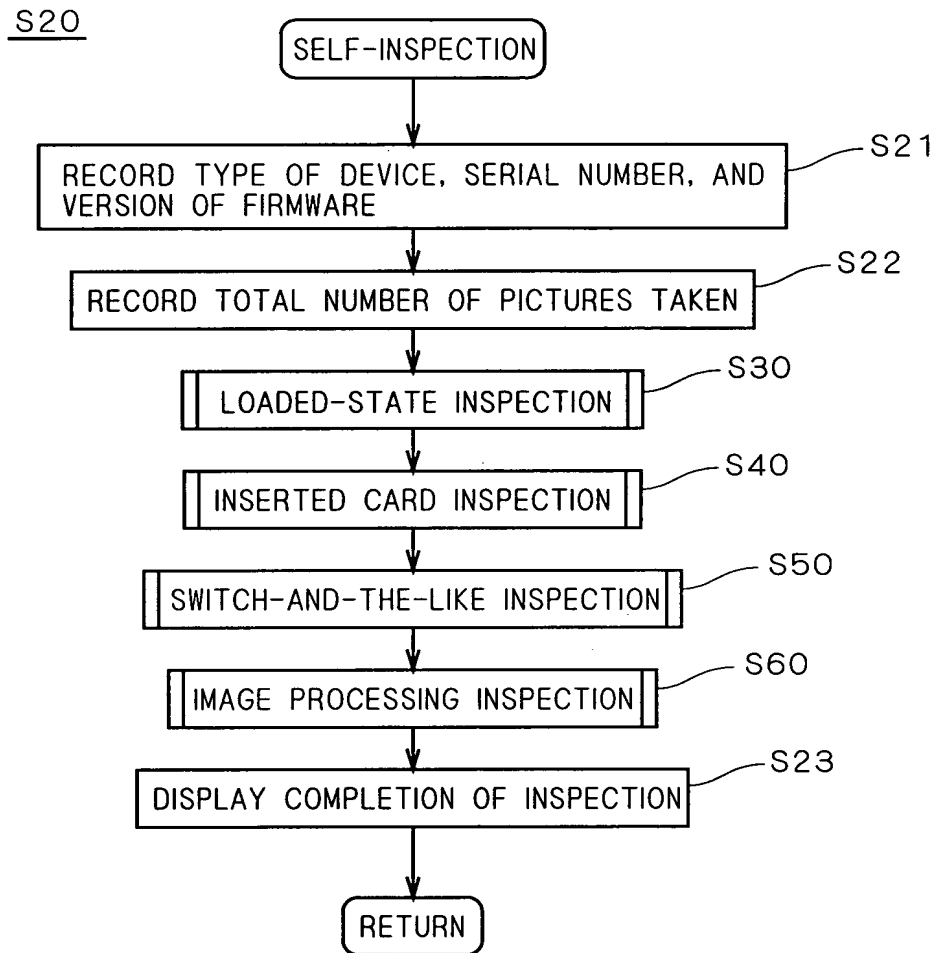 S20
SELF-INSPECTION
S21
RECORD TYPE OF DEVICE, SERIAL NUMBER, AND
VERSION OF FIRMWARE
S22
RECORD TOTAL NUMBER OF PICTURES TAKEN
S30
LOADED-STATE INSPECTION
S40
INSERTED CARD INSPECTION
S50
SWITCH-AND-THE-LIKE INSPECTION
S60
IMAGE PROCESSING INSPECTION
S23
DISPLAY COMPLETION OF INSPECTION
RETURN